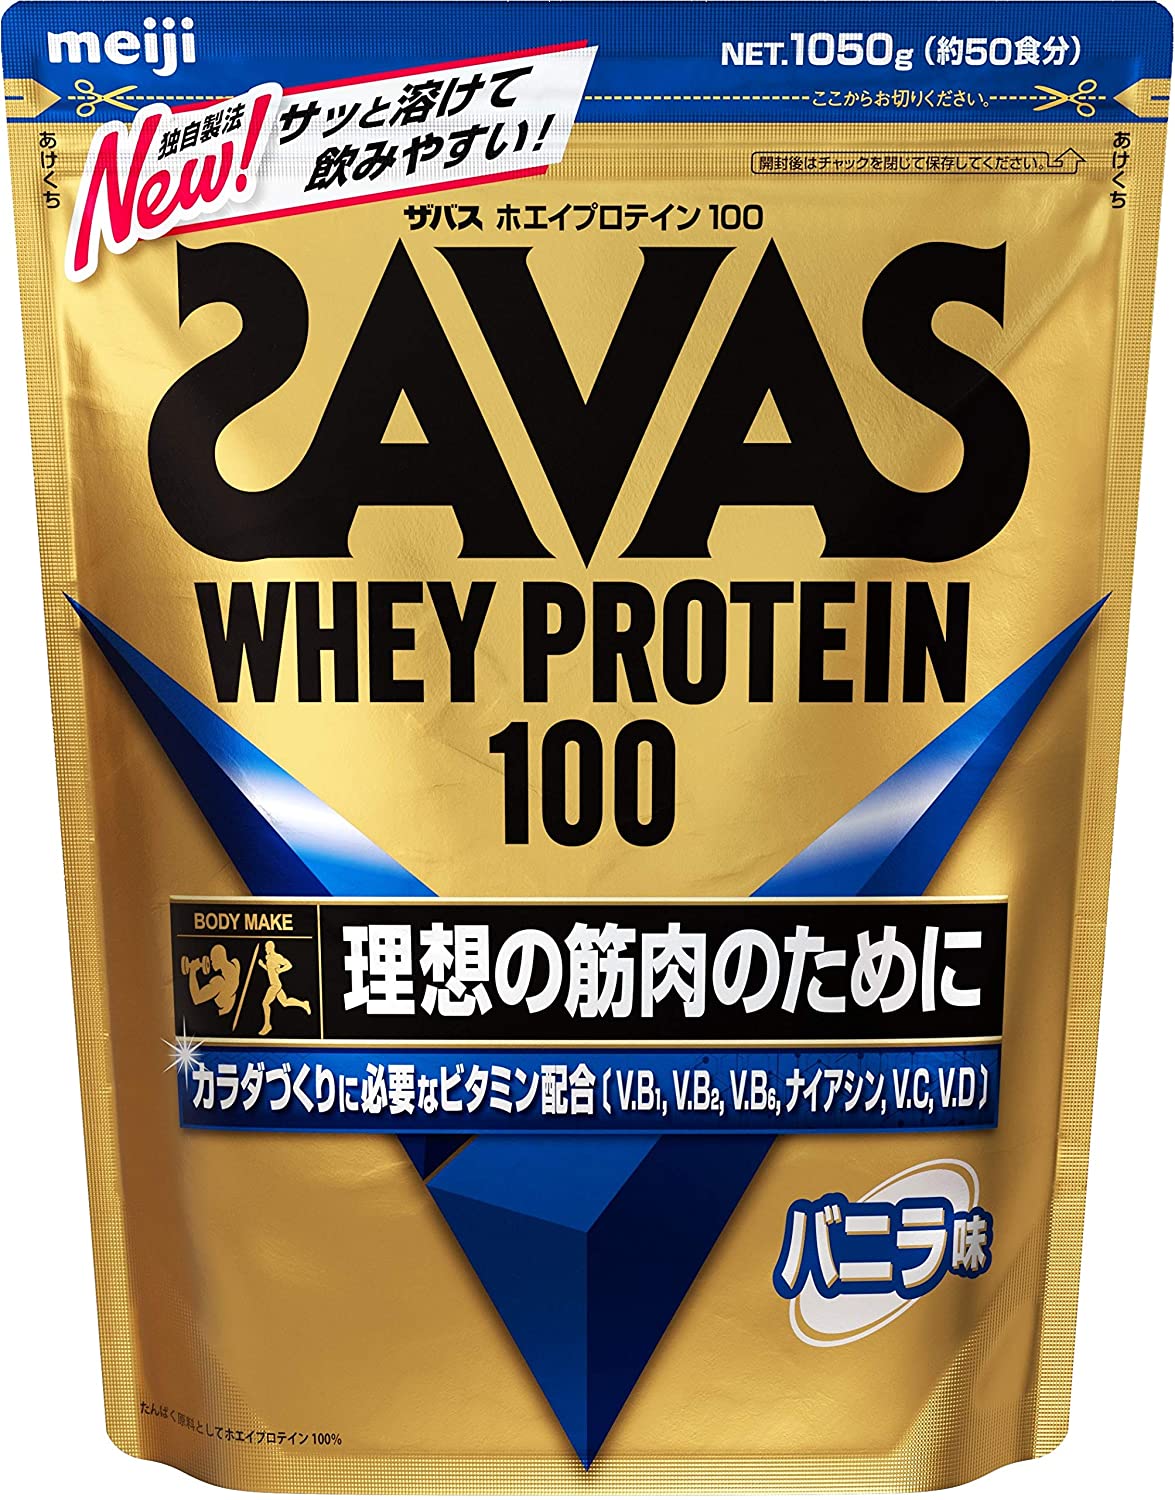 meiji
NET.1050g（約50食分）
ここからお切りください。
あけくち
あけくち
開封後はチャックを閉じて保存してください。
独自製法
New!
サッと溶けて
飲みやすい！
ザバス ホエイプロテイン100
SAVAS
WHEY PROTEIN
100
BODY MAKE
理想の筋肉のために
カラダづくりに必要なビタミン配合〔V.B1, V.B2, V.B6, ナイアシン, V.C, V.D〕
バニラ味
たんぱく原料としてホエイプロテイン100%